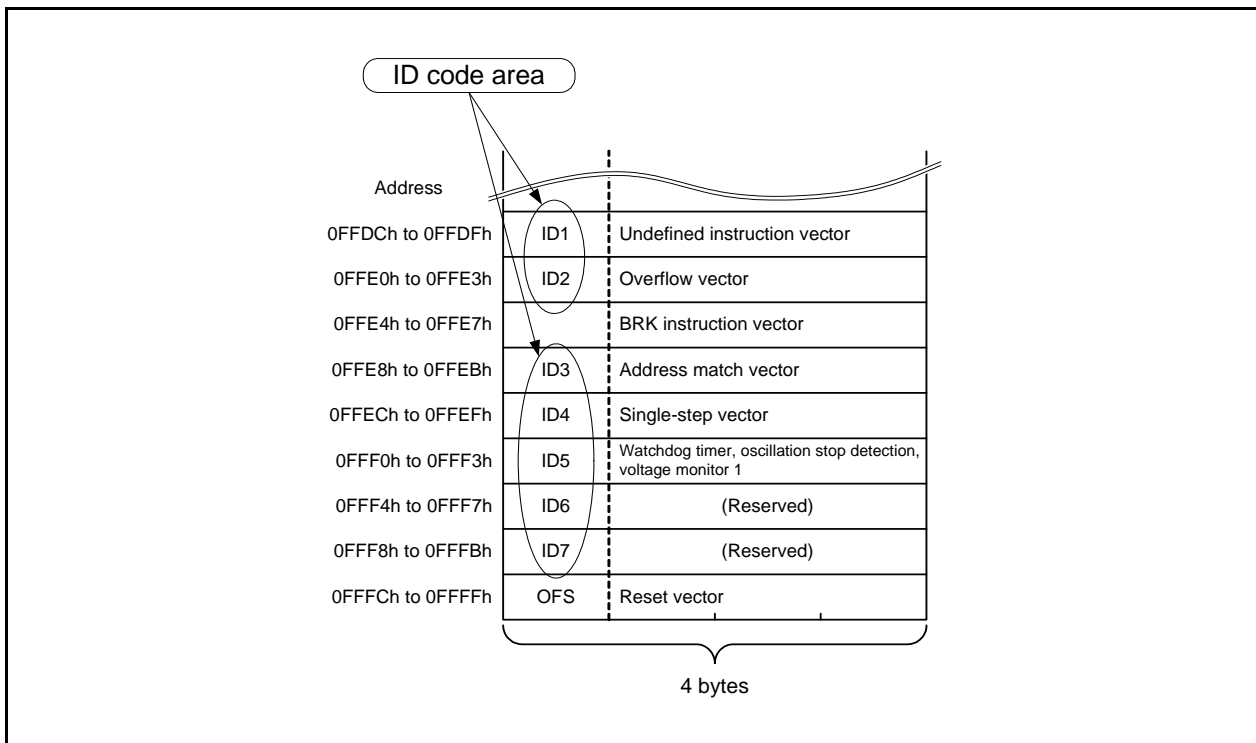 ID code area
Address
0FFDCh to 0FFDFh ID1 Undefined instruction vector
0FFE0h to 0FFE3h ID2 Overflow vector
0FFE4h to 0FFE7h BRK instruction vector
0FFE8h to 0FFEBh ID3 Address match vector
0FFECh to 0FFEFh ID4 Single-step vector
0FFF0h to 0FFF3h ID5 Watchdog timer, oscillation stop detection,
voltage monitor 1
0FFF4h to 0FFF7h ID6 (Reserved)
0FFF8h to 0FFFBh ID7 (Reserved)
0FFFCh to 0FFFFh OFS Reset vector
4 bytes